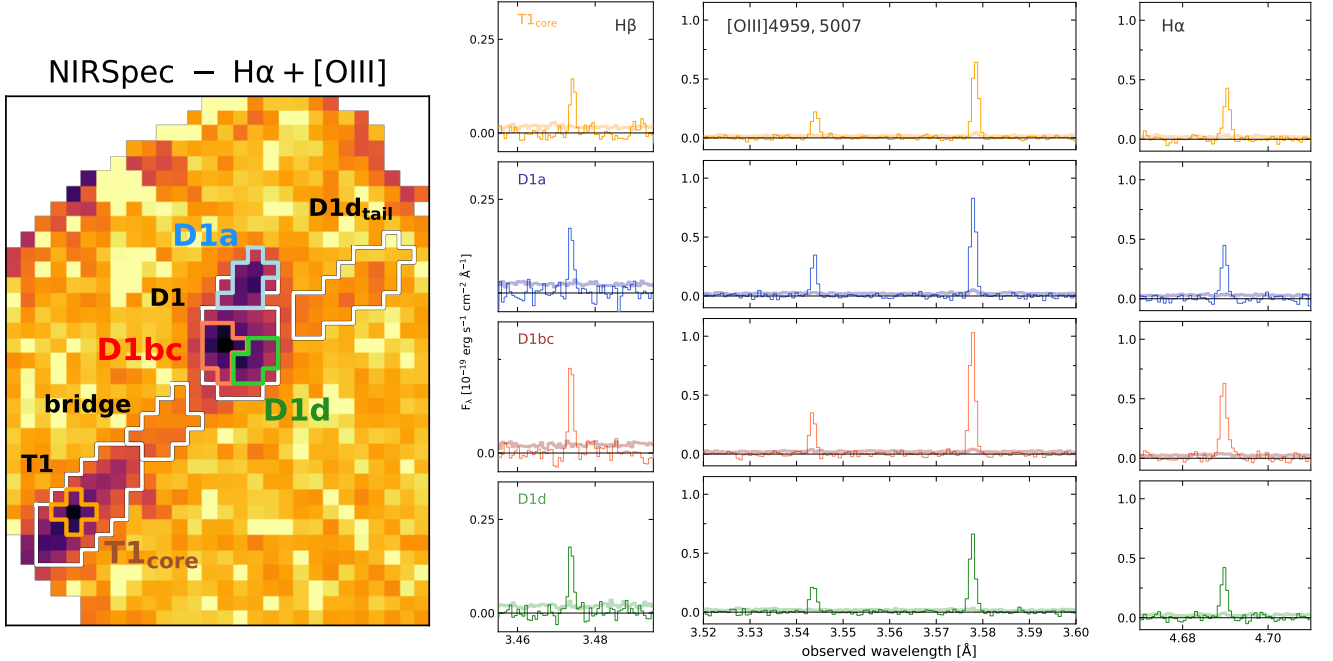 NIRSpec − Hα + [OIII]
D1d_tail
D1a
D1
D1bc
bridge
D1d
T1
T1_core
F_λ [10^−19 erg s^−1 cm^−2 Å^−1]
T1_core
Hβ
0.25
0.00
[OIII]4959, 5007
1.0
0.5
0.0
Hα
1.0
0.5
0.0
D1a
0.25
1.0
0.5
0.0
1.0
0.5
0.0
D1bc
0.0
1.0
0.5
0.0
1.0
0.5
0.0
D1d
0.25
0.00
3.46 3.48
1.0
0.5
0.0
3.52 3.53 3.54 3.55 3.56 3.57 3.58 3.59 3.60
observed wavelength [Å]
1.0
0.5
0.0
4.68 4.70